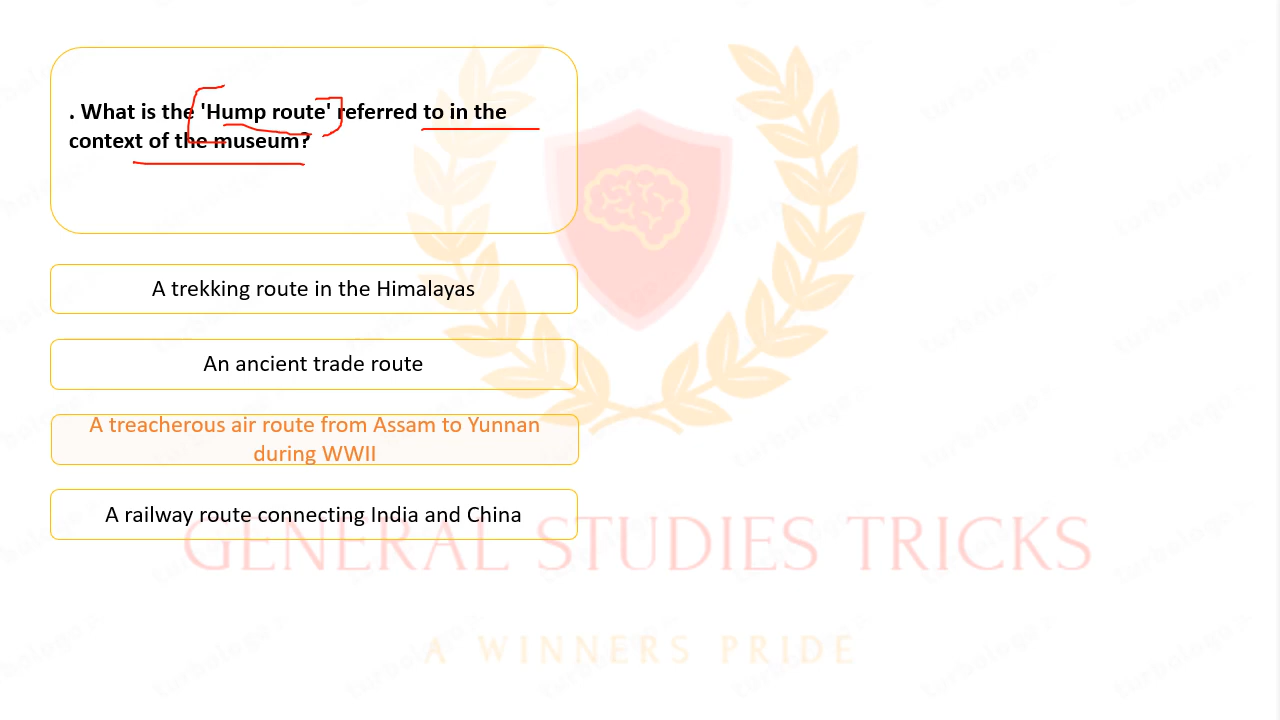 . What is the 'Hump route' referred to in the
context of the museum?
A trekking route in the Himalayas
An ancient trade route
A treacherous air route from Assam to Yunnan
during WWII
A railway route connecting India and China
GENERAL STUDIES TRICKS
A WINNERS PRIDE